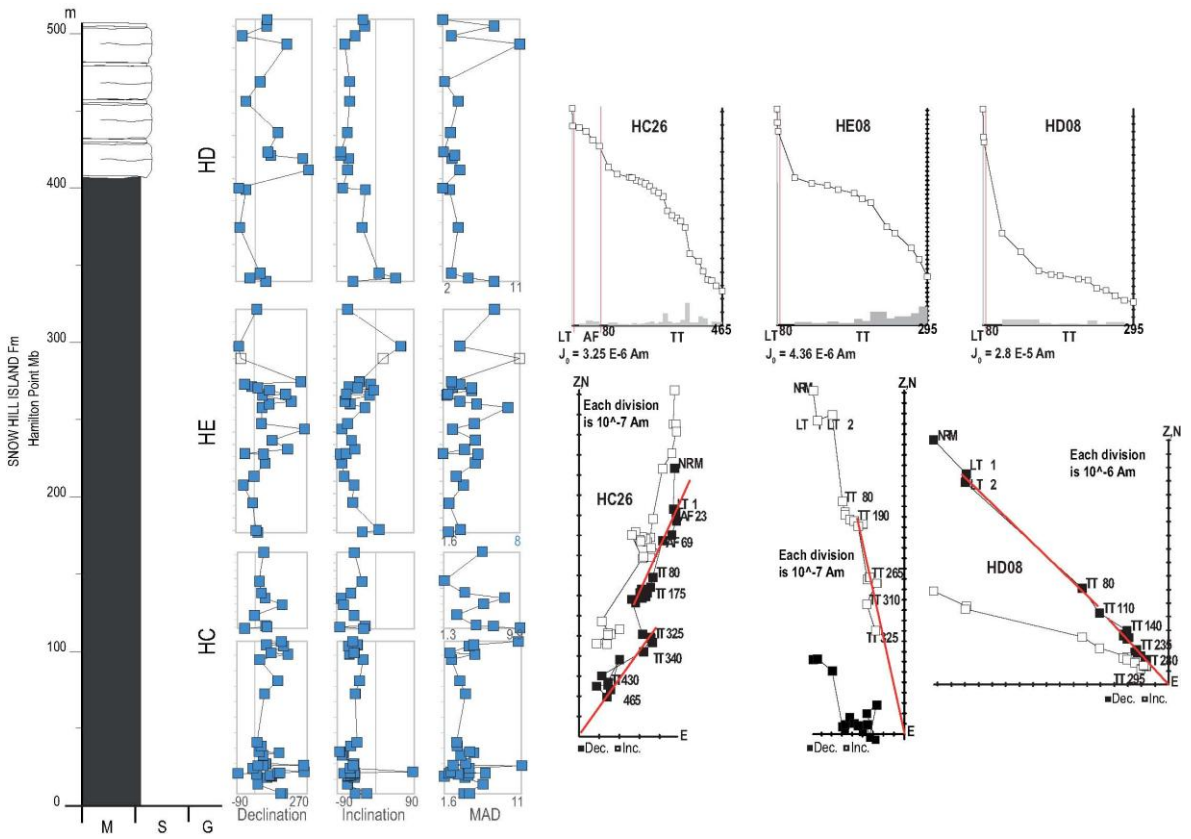 m
500
400
300
200
100
0
SNOW HILL ISLAND Fm
Hamilton Point Mb
M S G
HD
HE
HC
2 11
1.6 8
1.3
-90 270
Declination
-90 90
Inclination
1.6 11
MAD
HC26
LT AF 80 TT 465
J₀ = 3.25 E-6 Am
HE08
LT 80 TT 295
J₀ = 4.36 E-6 Am
HD08
LT 80 TT 295
J₀ = 2.8 E-5 Am
Z,N
Each division
is 10^-7 Am
HC26
NRM
LT 1
AF 23
AF 69
TT 80
TT 175
TT 325
TT 340
TT 430
465
E
■Dec. □Inc.
Z,N
NRM
LT 1 LT 2
TT 80
TT 190
Each division
is 10^-7 Am
TT 265
TT 310
TT 325
E
■Dec. □Inc.
Z,N
Each division
is 10^-6 Am
NRM
LT 1
LT 2
HD08
TT 80
TT 110
TT 140
TT 235
TT 280
TT 295
E
■Dec. □Inc.